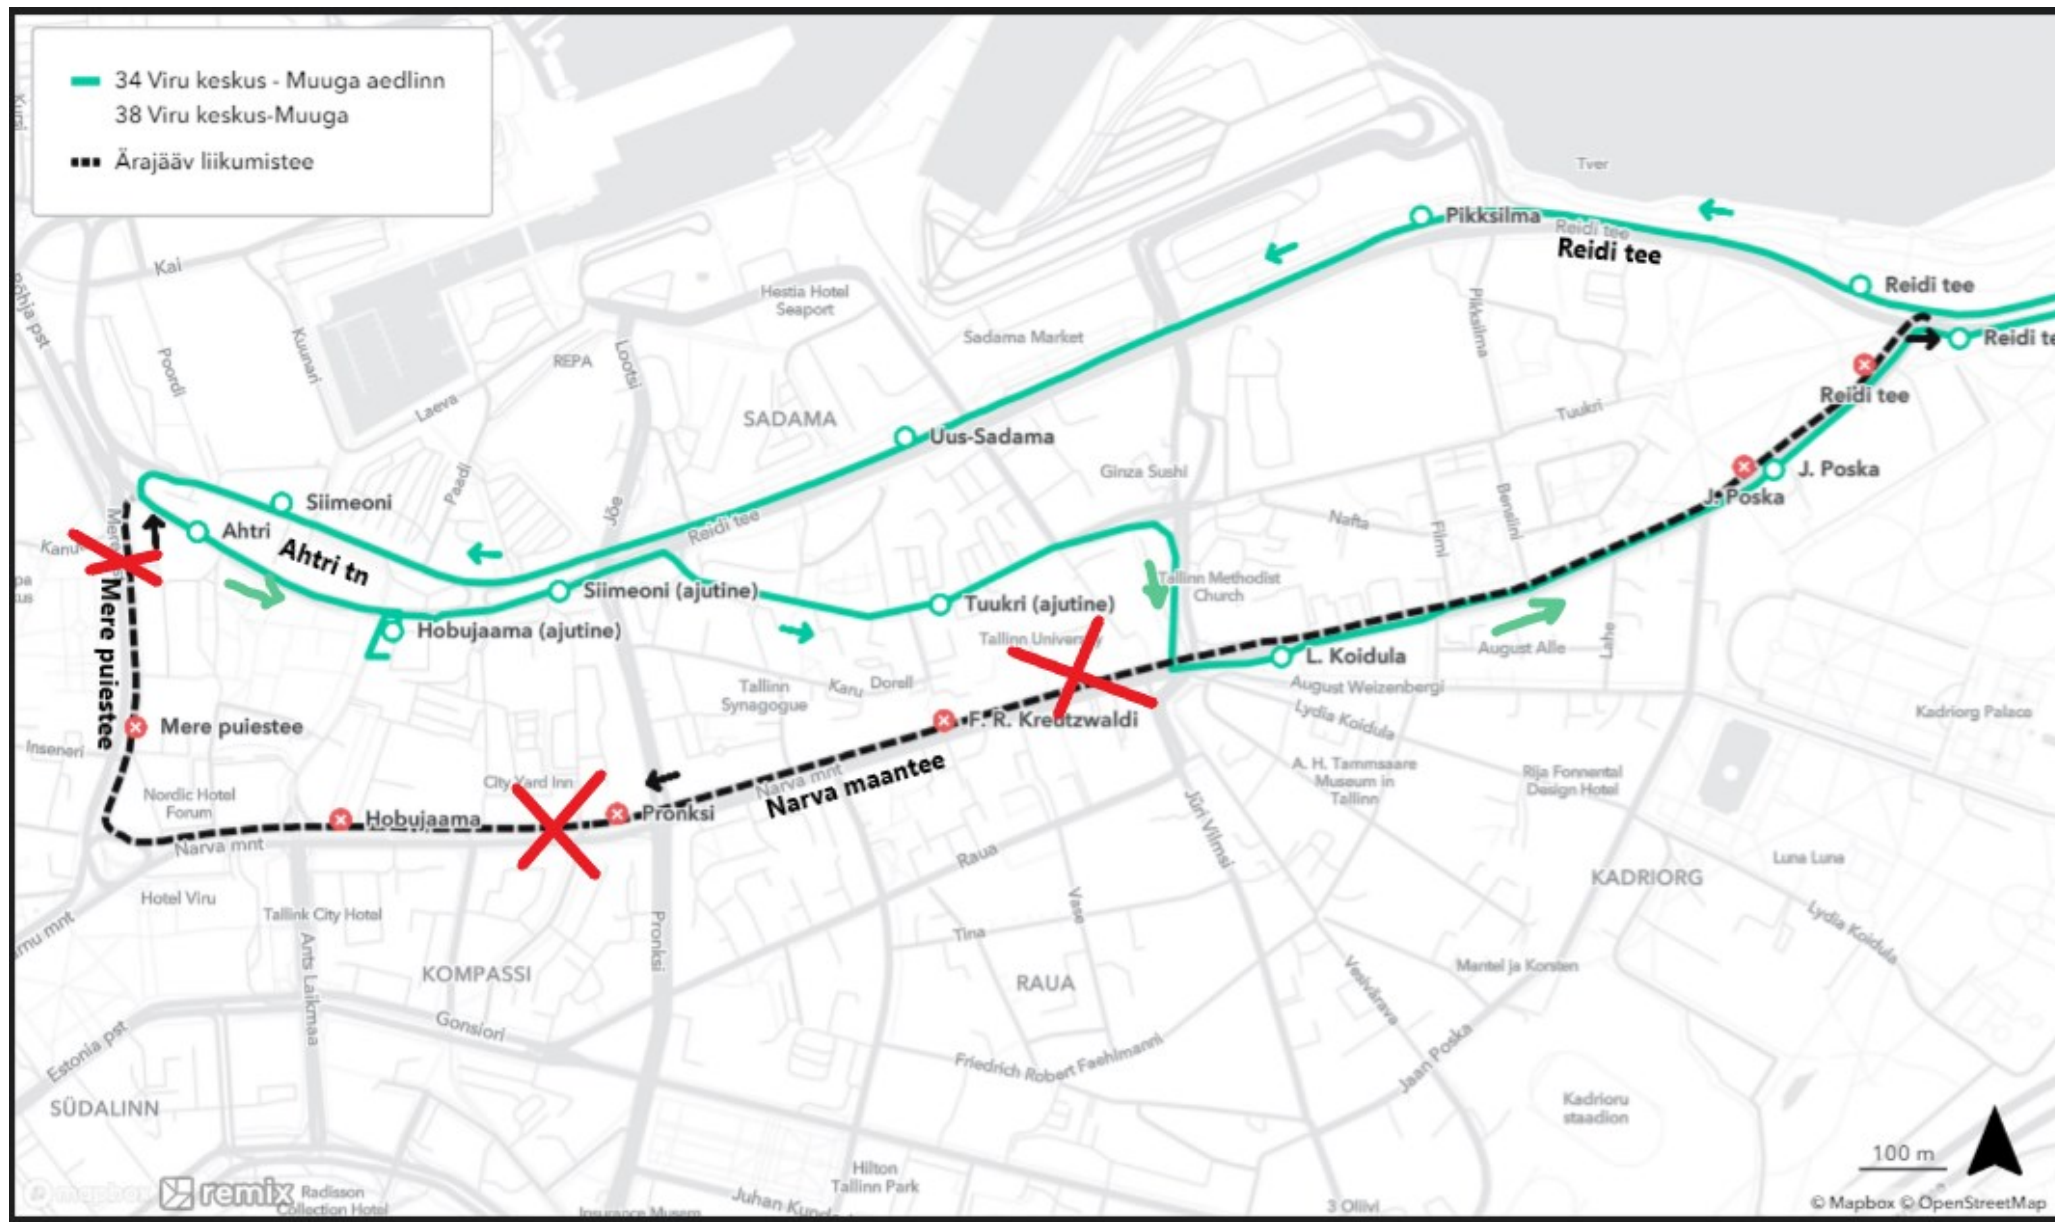 34 Viru keskus - Muuga aedlinn
38 Viru keskus-Muuga
Ärajääv liikumistee
Tver
Pikksilma
Reidi tee
Reidi tee
Reidi tee
Kai
Põhja pst
Hestia Hotel
Seaport
Kuunari
Poordi
Lootsi
Pikksilma
Sadama Market
REPA
Reidi tee
Laeva
SADAMA
Tuukri
Uus-Sadama
Ginza Sushi
J. Poska
Paadi
J. Poska
Siimeoni
Jõe
Bensiini
Nafta
Filmi
Ahtri
Reidi tee
Ahtri tn
Siimeoni (ajutine)
Tallinn Methodist
Church
Tuukri (ajutine)
Hobujaama (ajutine)
Tallinn University
Mere puiestee
August Alle
Lahe
L. Koidula
Tallinn
Synagogue
Karu
Dorell
August Weizenbergi
Lydia Koidula
Kadriorg Palace
Mere puiestee
F. R. Kreutzwaldi
Inseneri
Narva mnt
Narva maantee
A. H. Tammsaare
Museum in
Tallinn
Rija Fonnental
Design Hotel
City Yard Inn
Nordic Hotel
Forum
Hobujaama
Pronksi
Jüri Vilmsi
Narva mnt
Raua
Luna Luna
KADRIORG
Hotel Viru
Tallink City Hotel
Vase
Lydia Koidula
Tina
Pronksi
Ants Laikmaa
KOMPASSI
RAUA
Vesivärava
Mantel ja Korsten
Gonsiori
Estonia pst
Friedrich Robert Faehlmanni
Jaan Poska
SÜDALINN
Kadrioru
staadion
100 m
Hilton
Tallinn Park
mapbox
remix
Radisson
Collection Hotel
© Mapbox © OpenStreetMap